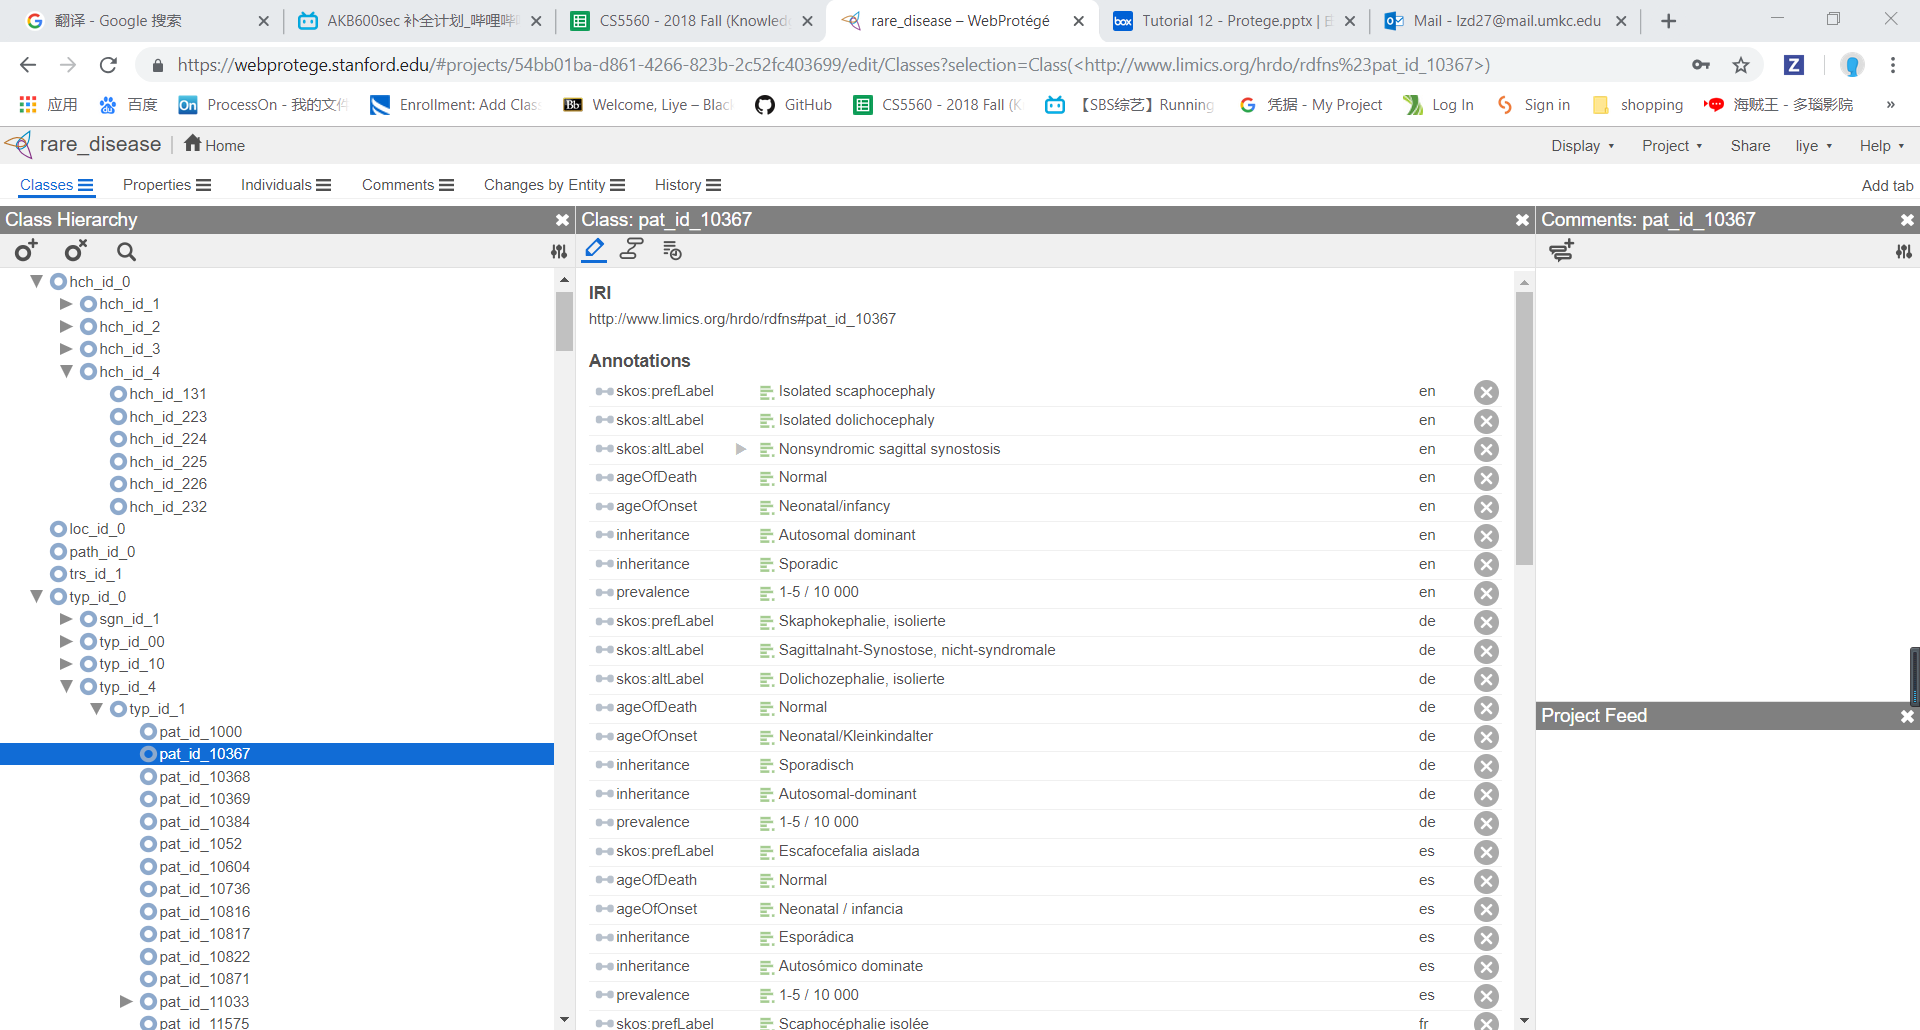 翻译 - Google 搜索
AKB600sec 补全计划_哔哩哔
CS5560 - 2018 Fall (Knowled
rare_disease – WebProtégé
Tutorial 12 - Protege.pptx |
Mail - lzd27@mail.umkc.edu
https://webprotege.stanford.edu/#projects/54bb01ba-d861-4266-823b-2c52fc403699/edit/Classes?selection=Class(<http://www.limics.org/hrdo/rdfns%23pat_id_10367>)
应用
百度
ProcessOn - 我的文件
Enrollment: Add Clas
Welcome, Liye – Blac
GitHub
CS5560 - 2018 Fall (K
【SBS综艺】Running
凭据 - My Project
Log In
Sign in
shopping
海贼王 - 多瑙影院
»
rare_disease
Home
Display
Project
Share
liye
Help
Classes
Properties
Individuals
Comments
Changes by Entity
History
Add tab
Class Hierarchy
hch_id_0
hch_id_1
hch_id_2
hch_id_3
hch_id_4
hch_id_131
hch_id_223
hch_id_224
hch_id_225
hch_id_226
hch_id_232
loc_id_0
path_id_0
trs_id_1
typ_id_0
sgn_id_1
typ_id_00
typ_id_10
typ_id_4
typ_id_1
pat_id_1000
pat_id_10367
pat_id_10368
pat_id_10369
pat_id_10384
pat_id_1052
pat_id_10604
pat_id_10736
pat_id_10816
pat_id_10817
pat_id_10822
pat_id_10871
pat_id_11033
pat_id_11575
Class: pat_id_10367
IRI
http://www.limics.org/hrdo/rdfns#pat_id_10367
Annotations
skos:prefLabel Isolated scaphocephaly en
skos:altLabel Isolated dolichocephaly en
skos:altLabel Nonsyndromic sagittal synostosis en
ageOfDeath Normal en
ageOfOnset Neonatal/infancy en
inheritance Autosomal dominant en
inheritance Sporadic en
prevalence 1-5 / 10 000 en
skos:prefLabel Skaphokephalie, isolierte de
skos:altLabel Sagittalnaht-Synostose, nicht-syndromale de
skos:altLabel Dolichozephalie, isolierte de
ageOfDeath Normal de
ageOfOnset Neonatal/Kleinkindalter de
inheritance Sporadisch de
inheritance Autosomal-dominant de
prevalence 1-5 / 10 000 de
skos:prefLabel Escafocefalia aislada es
ageOfDeath Normal es
ageOfOnset Neonatal / infancia es
inheritance Esporádica es
inheritance Autosómico dominate es
prevalence 1-5 / 10 000 es
skos:prefLabel Scaphocéphalie isolée fr
Comments: pat_id_10367
Project Feed